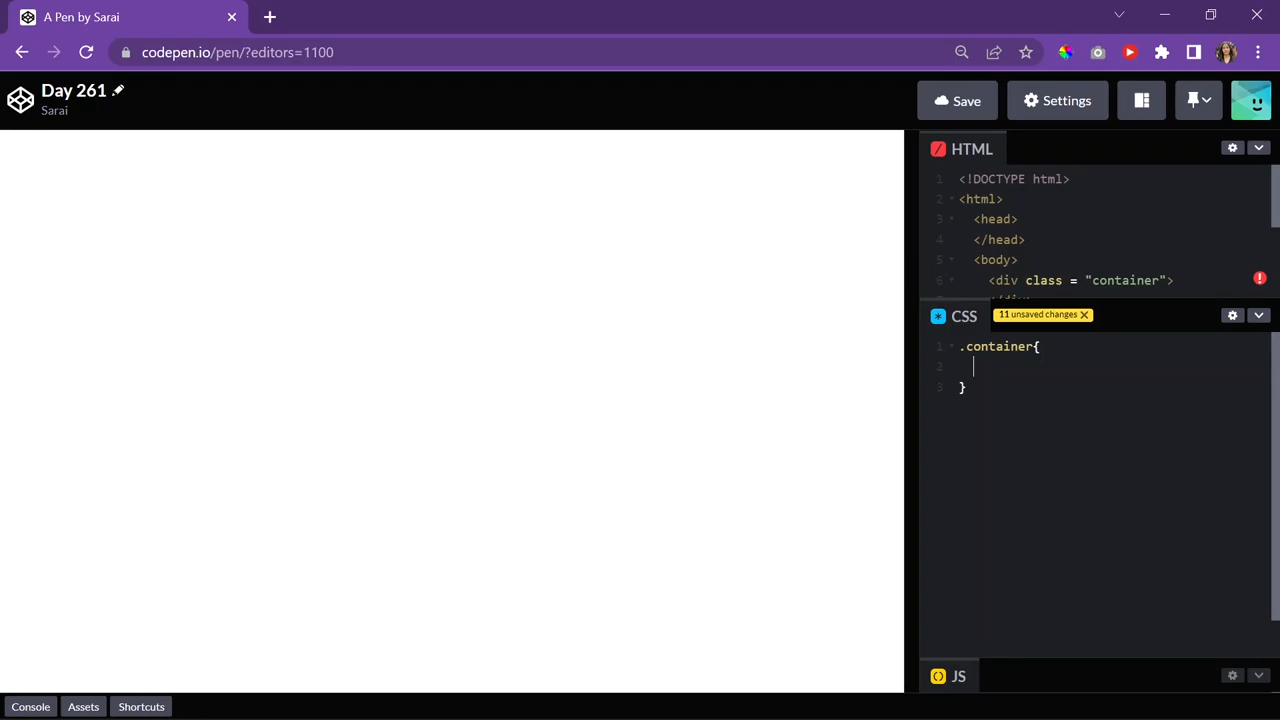 A Pen by Sarai
codepen.io/pen/?editors=1100
Day 261
Sarai
Save
Settings
HTML
1 <!DOCTYPE html>
2 <html>
3 <head>
4 </head>
5 <body>
6 <div class = "container">
CSS
11 unsaved changes
1 .container{
2
3 }
JS
Console
Assets
Shortcuts